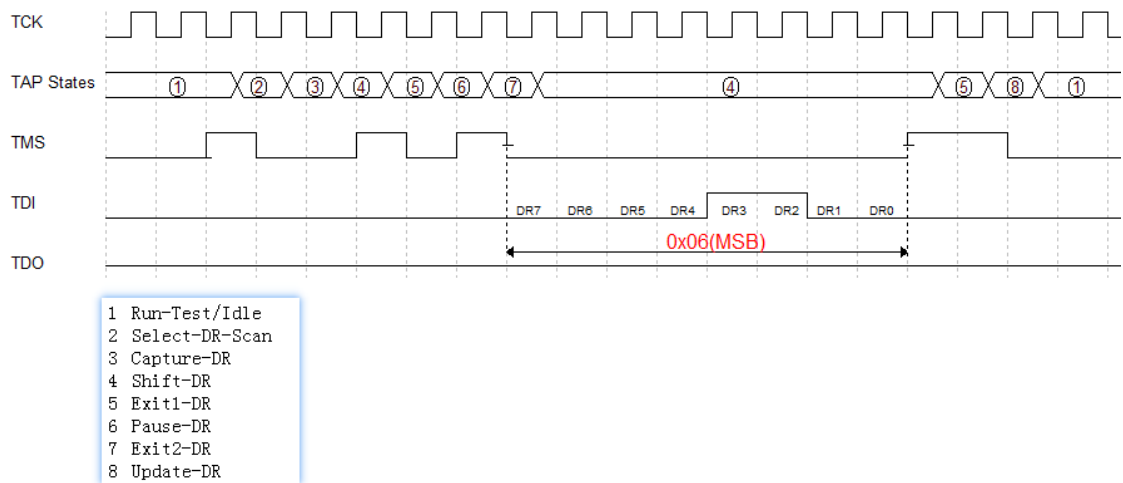 TCK
TAP States ① ② ③ ④ ⑤ ⑥ ⑦ ④ ⑤ ⑧ ①
TMS
TDI DR7 DR6 DR5 DR4 DR3 DR2 DR1 DR0
0x06(MSB)
TDO
1 Run-Test/Idle
2 Select-DR-Scan
3 Capture-DR
4 Shift-DR
5 Exit1-DR
6 Pause-DR
7 Exit2-DR
8 Update-DR